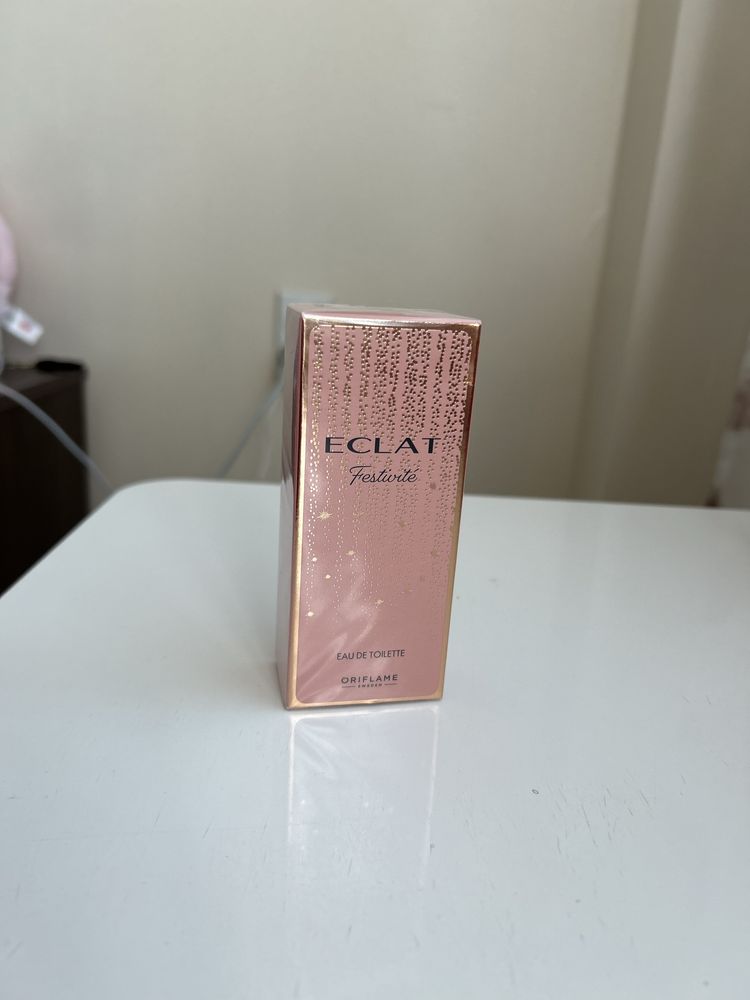 ECLAT
Festivité
EAU DE TOILETTE
ORIFLAME
SWEDEN